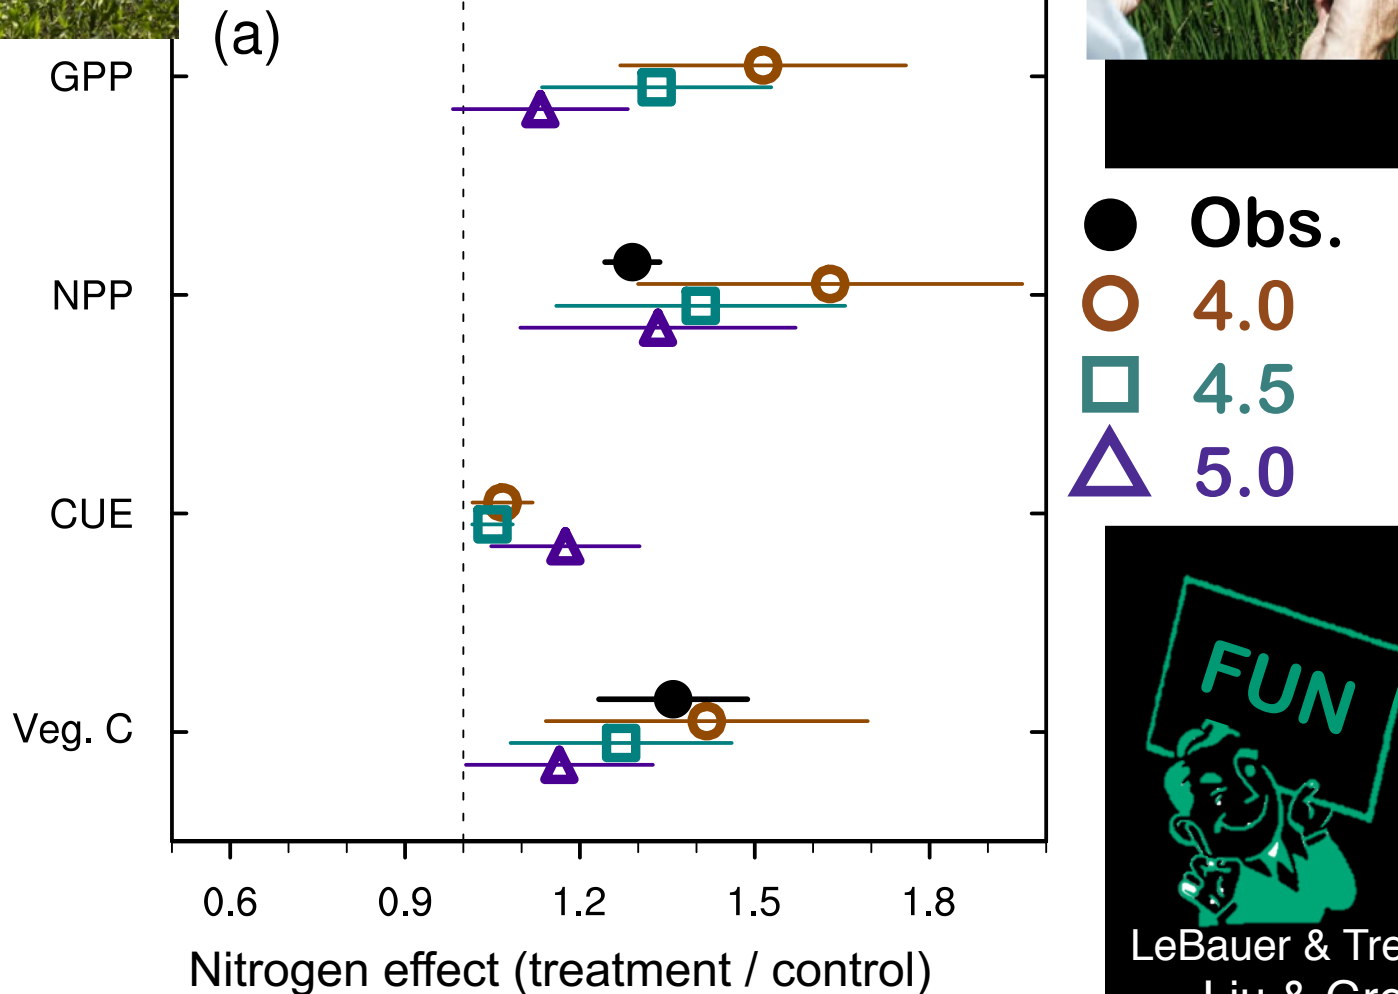 (a)
GPP
NPP
CUE
Veg. C
0.6 0.9 1.2 1.5 1.8
Nitrogen effect (treatment / control)
Obs.
4.0
4.5
5.0
FUN
LeBauer &